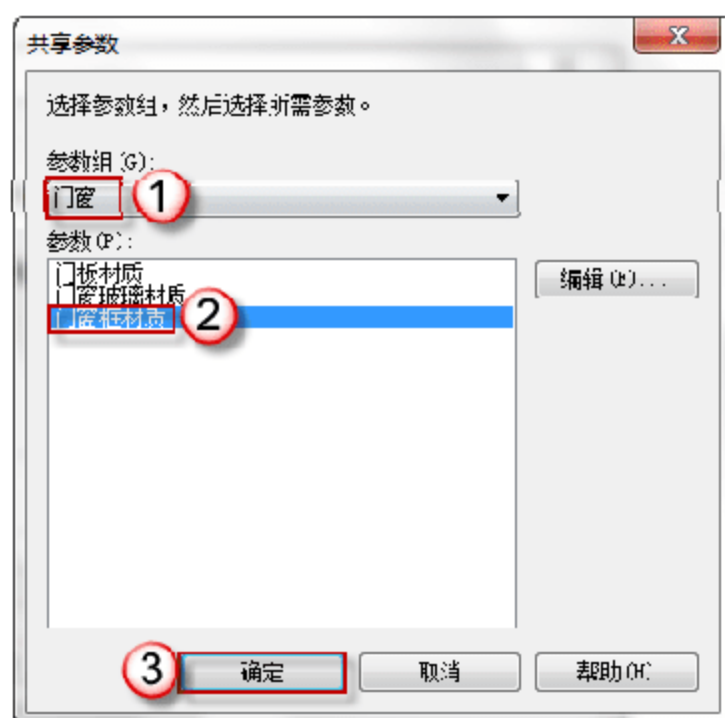 共享参数
选择参数组，然后选择所需参数。
参数组(G):
门窗
1
参数(P):
门板材质
编辑(E)...
门窗玻璃材质
门窗框材质
2
3
确定
取消
帮助(H)